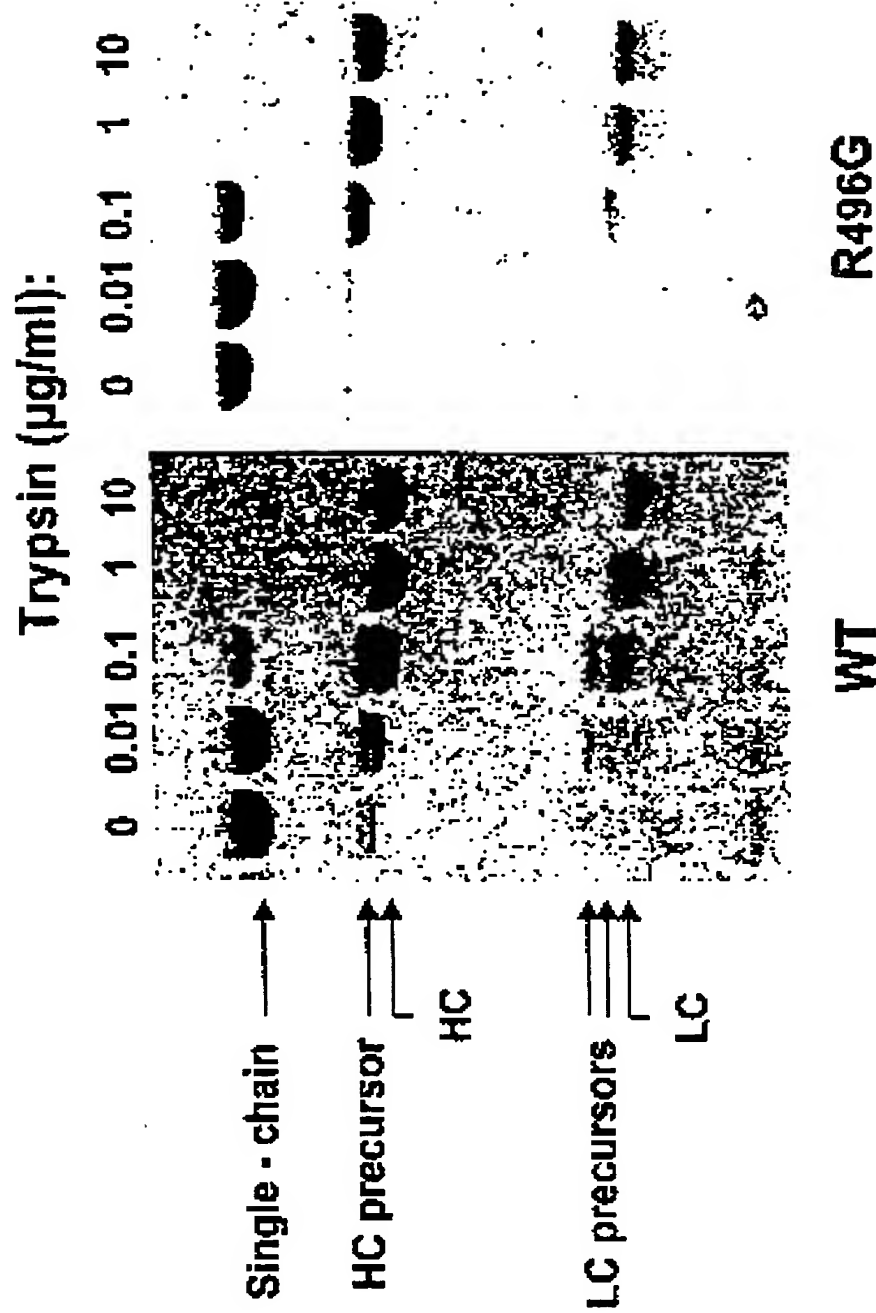 Trypsin (µg/ml):
0 0.01 0.1 1 10 0 0.01 0.1 1 10
Single - chain
HC precursor
HC
LC precursors
LC
WT R496G